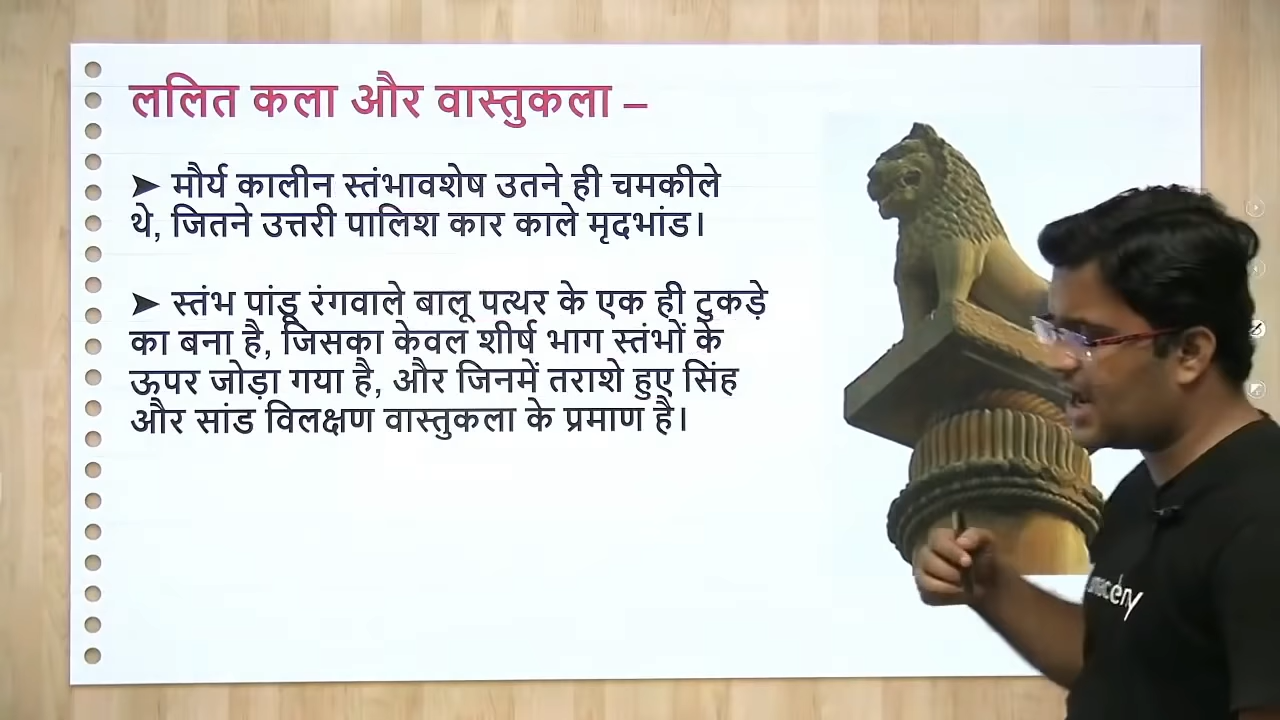 ललित कला और वास्तुकला –
➤ मौर्य कालीन स्तंभावशेष उतने ही चमकीले
थे, जितने उत्तरी पालिश कार काले मृदभांड।
➤ स्तंभ पांडू रंगवाले बालू पत्थर के एक ही टुकड़े
का बना है, जिसका केवल शीर्ष भाग स्तंभों के
ऊपर जोड़ा गया है, और जिनमें तराशे हुए सिंह
और सांड विलक्षण वास्तुकला के प्रमाण है।